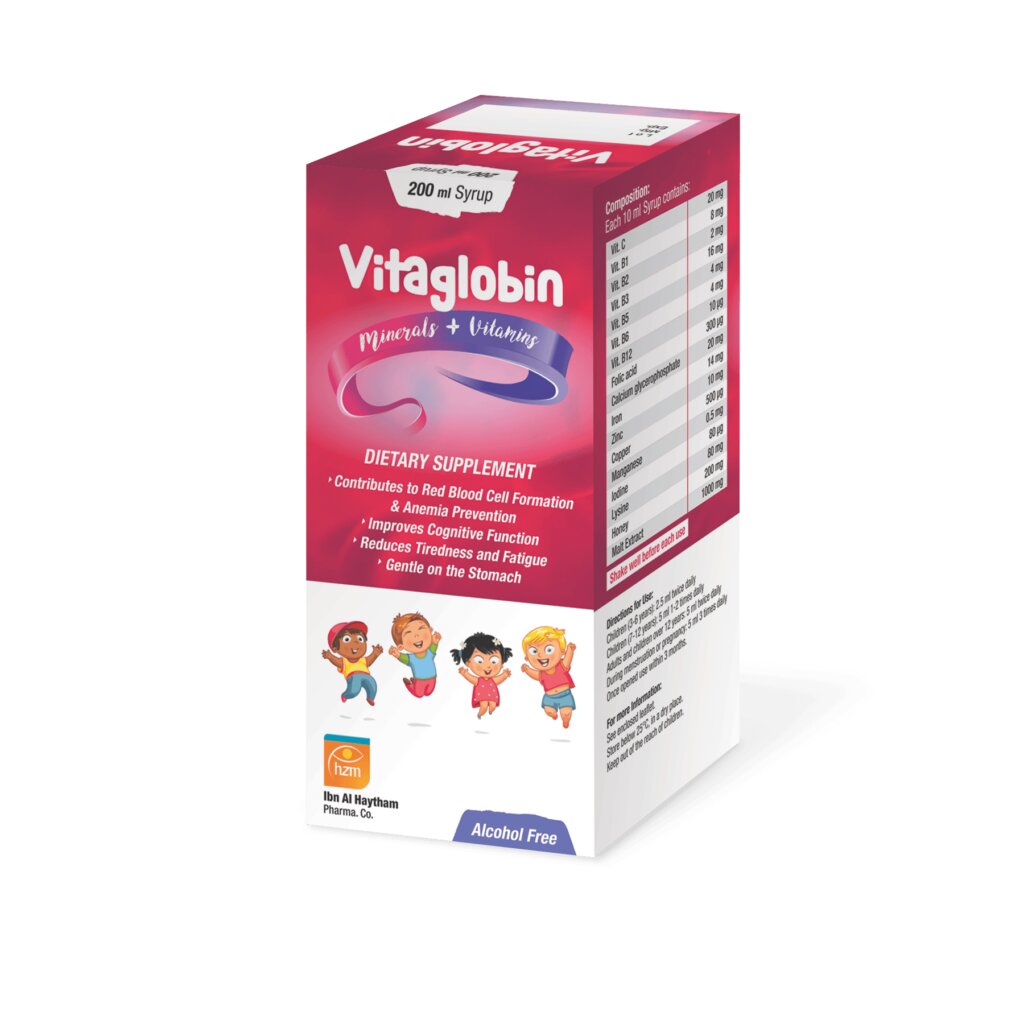 Lot
Mfg.
Exp.
Vitaglobin
200 ml Syrup
200 ml Syrup
Vitaglobin
Minerals + Vitamins
DIETARY SUPPLEMENT
Contributes to Red Blood Cell Formation
& Anemia Prevention
Improves Cognitive Function
Reduces Tiredness and Fatigue
Gentle on the Stomach
hzm
Ibn Al Haytham
Pharma. Co.
Alcohol Free
Composition:
Each 10 ml Syrup contains:
Vit. C 20 mg
Vit. B1 8 mg
Vit. B2 2 mg
Vit. B3 16 mg
Vit. B5 4 mg
Vit. B6 4 mg
Vit. B12 10 µg
Folic acid 300 µg
Calcium glycerophosphate 20 mg
Iron 14 mg
Zinc 10 mg
Copper 500 µg
Manganese 0.5 mg
Iodine 80 µg
Lysine 80 mg
Honey 200 mg
Malt Extract 1000 mg
Shake well before each use
Directions for Use:
Children (3-6 years): 2.5 ml twice daily
Children (7-12 years): 5 ml 1-2 times daily
Adults and children over 12 years: 5 ml twice daily
During menstruation or pregnancy: 5 ml 3 times daily
Once opened use within 3 months.
For more Information:
See enclosed leaflet.
Store below 25°C, in a dry place.
Keep out of the reach of children.